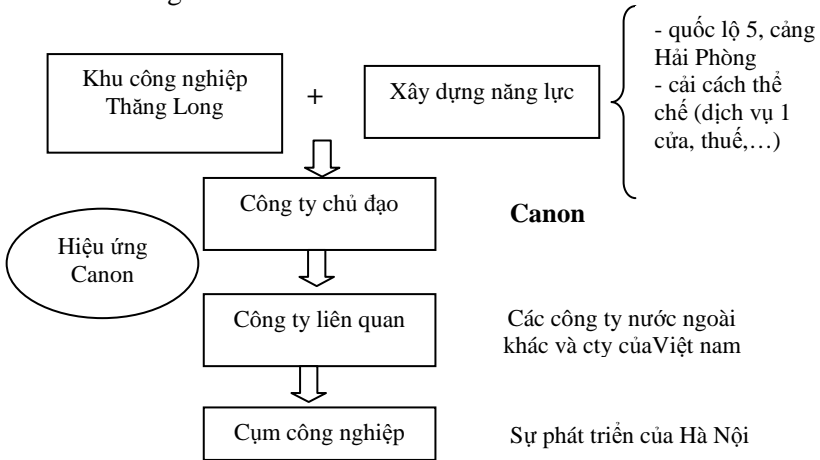 Khu công nghiệp
Thăng Long
+
Xây dựng năng lực
- quốc lộ 5, cảng
Hải Phòng
- cải cách thể
chế (dịch vụ 1
cửa, thuế,…)
Công ty chủ đạo
Canon
Hiệu ứng
Canon
Công ty liên quan
Các công ty nước ngoài
khác và cty củaViệt nam
Cụm công nghiệp
Sự phát triển của Hà Nội